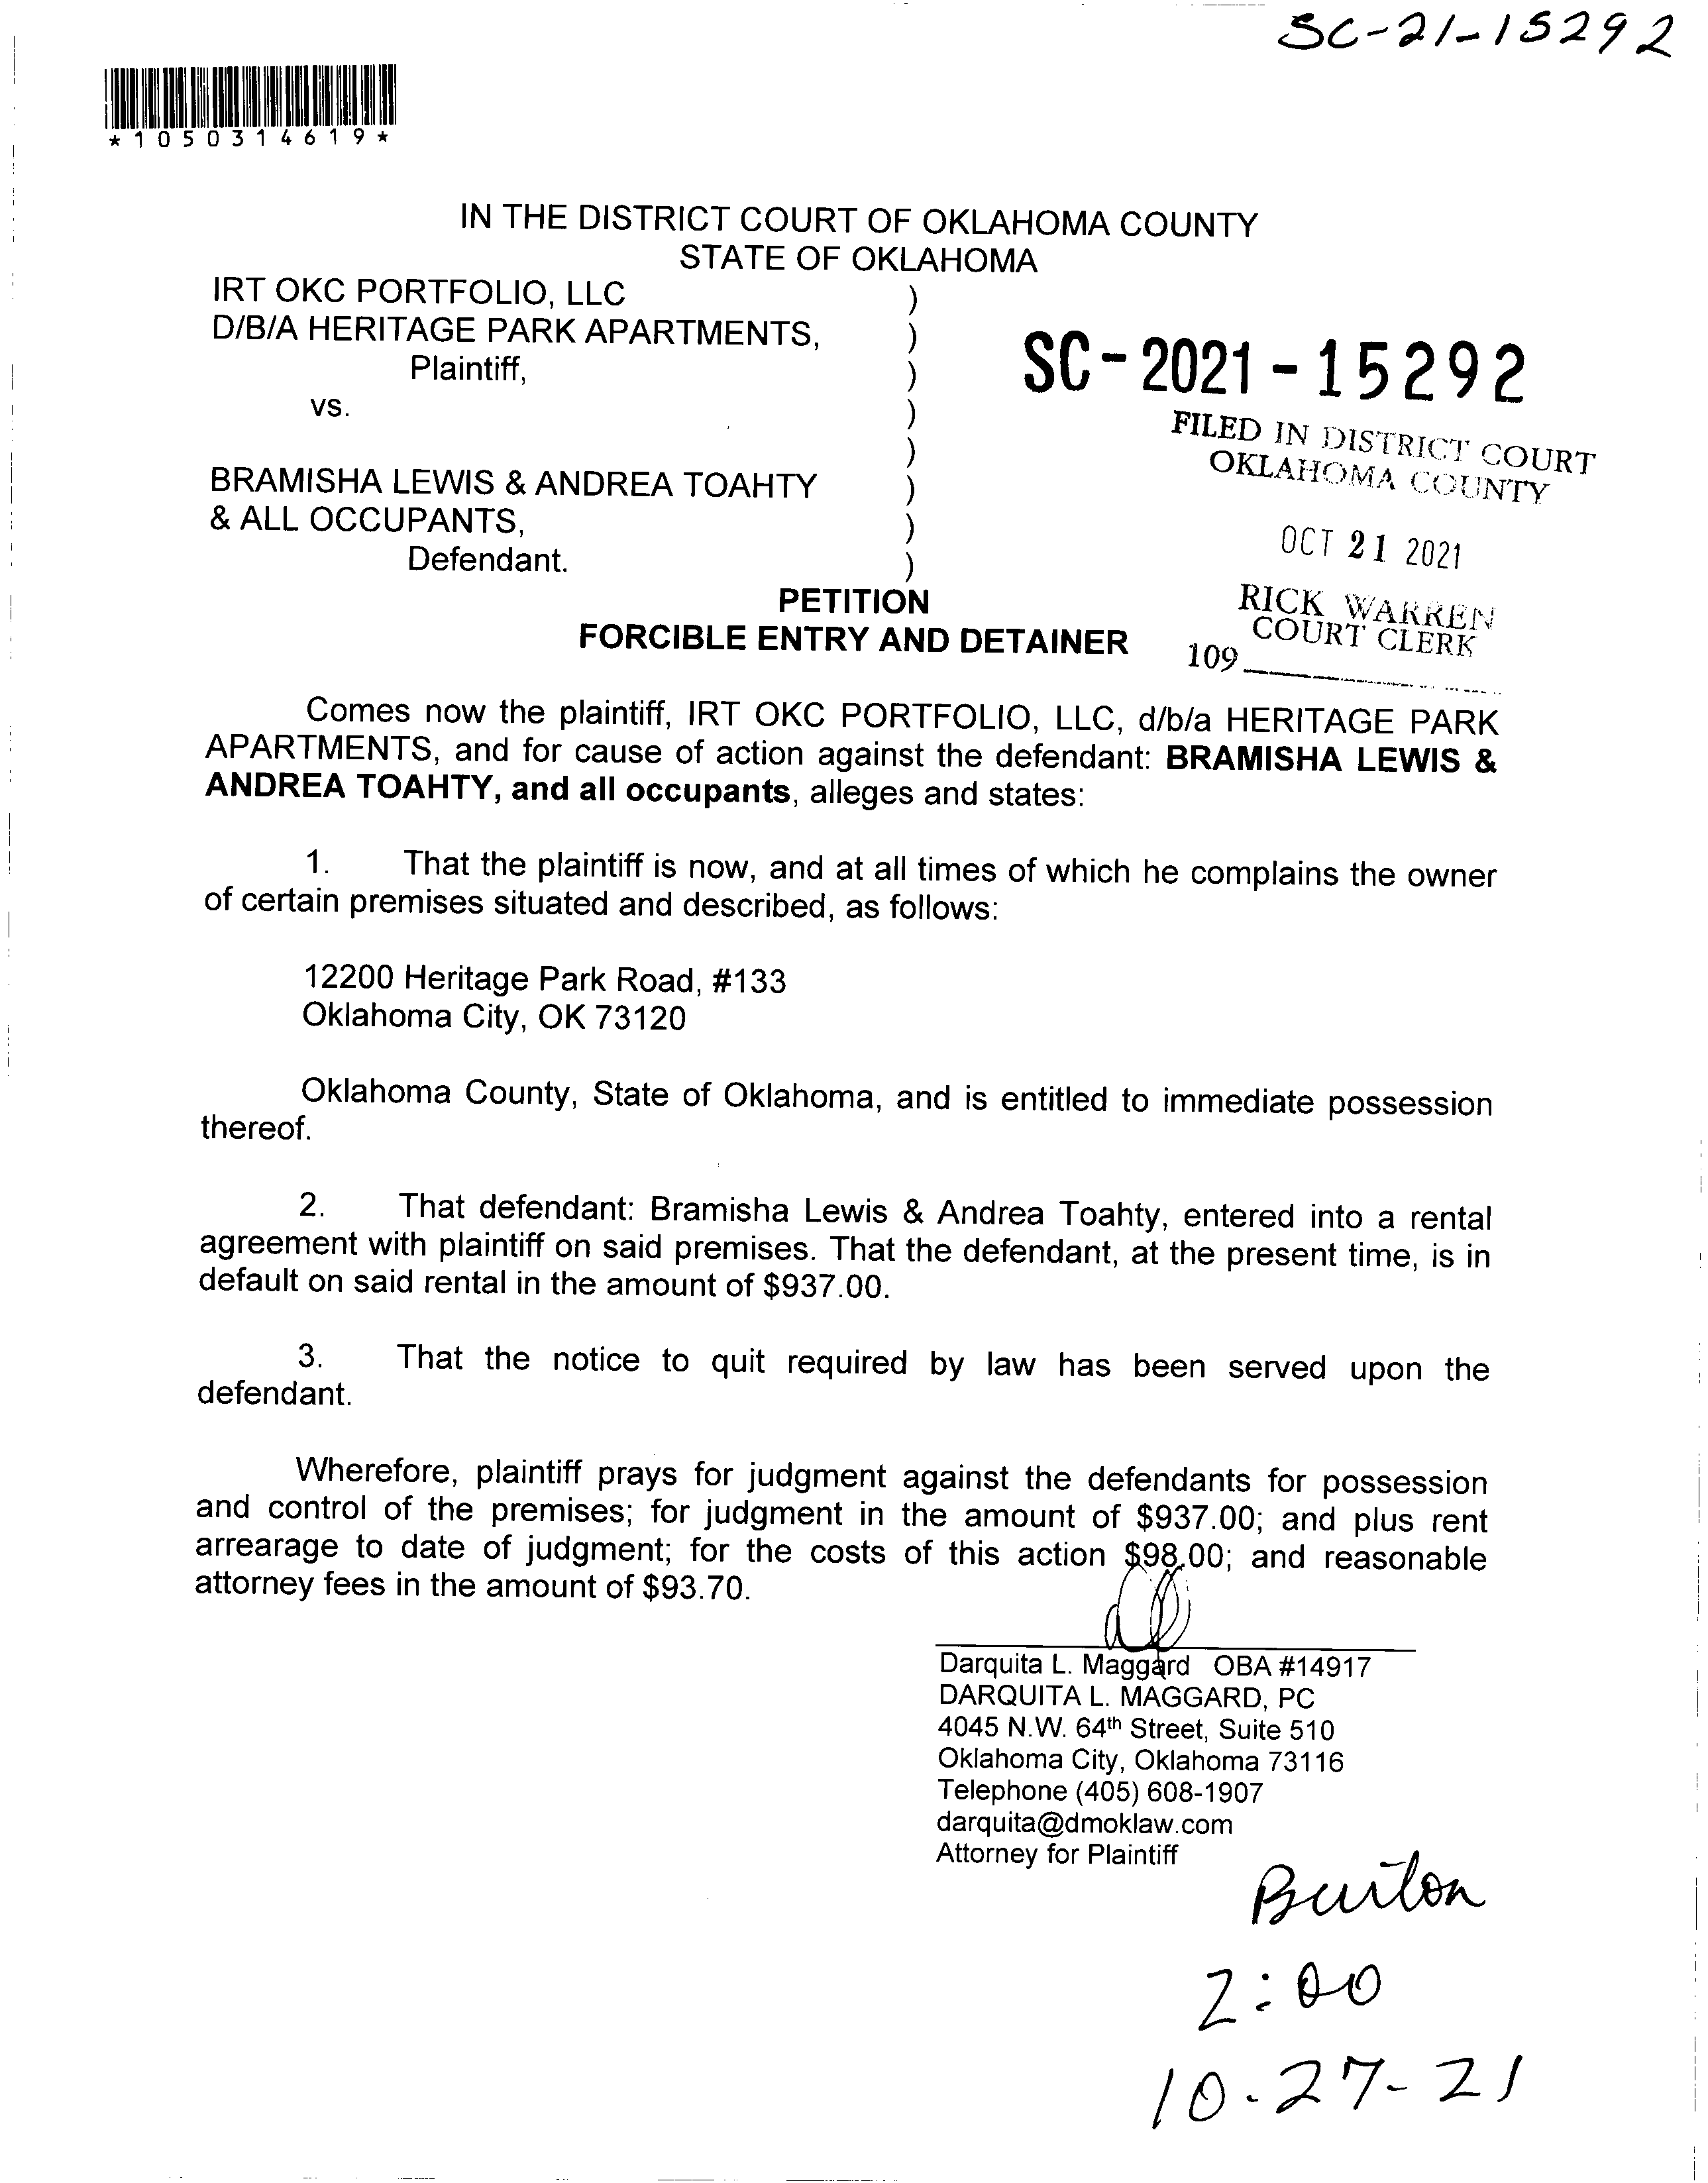 SC-21-15292
*1050314619*
IN THE DISTRICT COURT OF OKLAHOMA COUNTY
STATE OF OKLAHOMA
IRT OKC PORTFOLIO, LLC )
D/B/A HERITAGE PARK APARTMENTS, )
Plaintiff, )
vs. )
)
BRAMISHA LEWIS & ANDREA TOAHTY )
& ALL OCCUPANTS, )
Defendant. )
SC-2021-15292
FILED IN DISTRICT COURT
OKLAHOMA COUNTY
OCT 21 2021
RICK WARREN
COURT CLERK
109
PETITION
FORCIBLE ENTRY AND DETAINER
Comes now the plaintiff, IRT OKC PORTFOLIO, LLC, d/b/a HERITAGE PARK
APARTMENTS, and for cause of action against the defendant: BRAMISHA LEWIS &
ANDREA TOAHTY, and all occupants, alleges and states:
1. That the plaintiff is now, and at all times of which he complains the owner
of certain premises situated and described, as follows:
12200 Heritage Park Road, #133
Oklahoma City, OK 73120
Oklahoma County, State of Oklahoma, and is entitled to immediate possession
thereof.
2. That defendant: Bramisha Lewis & Andrea Toahty, entered into a rental
agreement with plaintiff on said premises. That the defendant, at the present time, is in
default on said rental in the amount of $937.00.
3. That the notice to quit required by law has been served upon the
defendant.
Wherefore, plaintiff prays for judgment against the defendants for possession
and control of the premises; for judgment in the amount of $937.00; and plus rent
arrearage to date of judgment; for the costs of this action $98.00; and reasonable
attorney fees in the amount of $93.70.
Darquita L. Maggard OBA #14917
DARQUITA L. MAGGARD, PC
4045 N.W. 64th Street, Suite 510
Oklahoma City, Oklahoma 73116
Telephone (405) 608-1907
darquita@dmoklaw.com
Attorney for Plaintiff
Burton
2:00
10-27-21